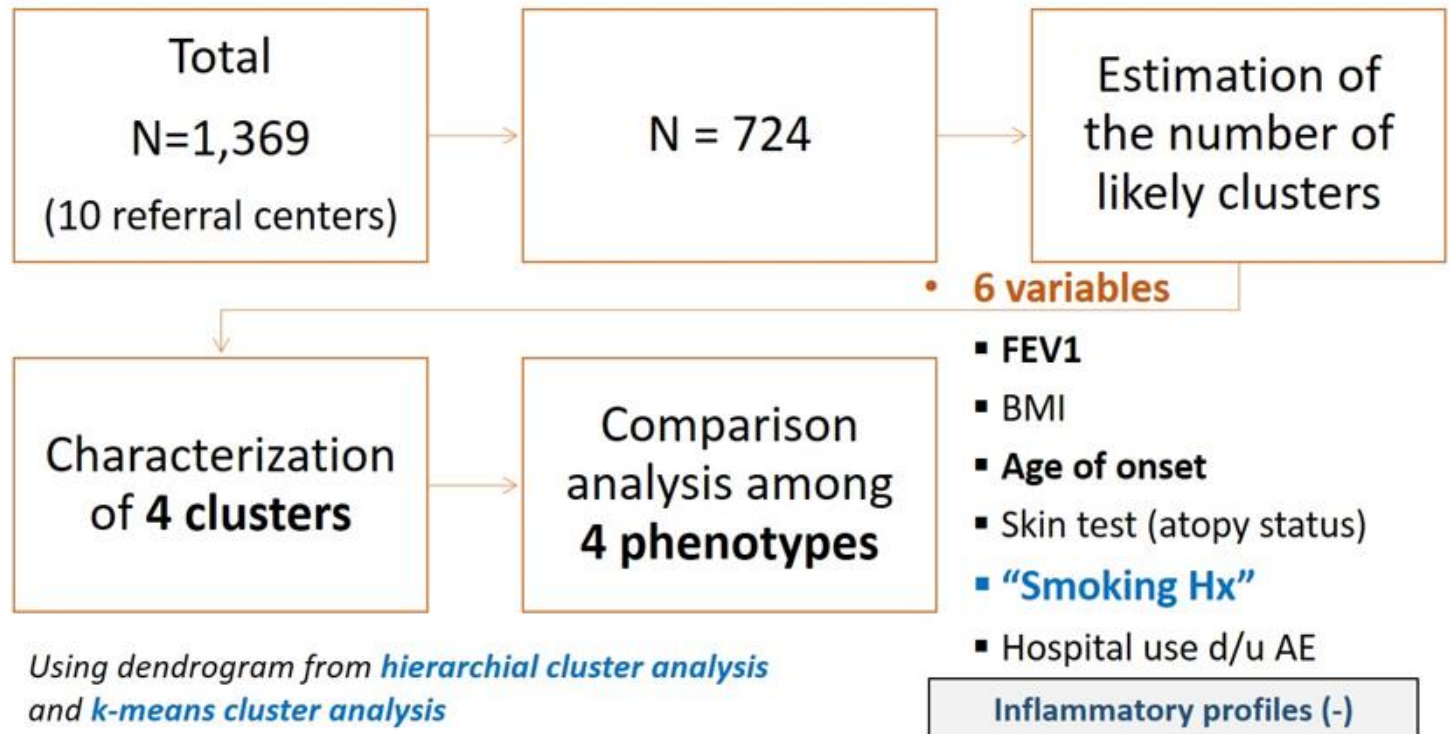 Total
N=1,369
(10 referral centers)
N = 724
Estimation of
the number of
likely clusters
• 6 variables
▪ FEV1
▪ BMI
▪ Age of onset
▪ Skin test (atopy status)
▪ “Smoking Hx”
▪ Hospital use d/u AE
Inflammatory profiles (-)
Characterization
of 4 clusters
Comparison
analysis among
4 phenotypes
Using dendrogram from hierarchial cluster analysis
and k-means cluster analysis